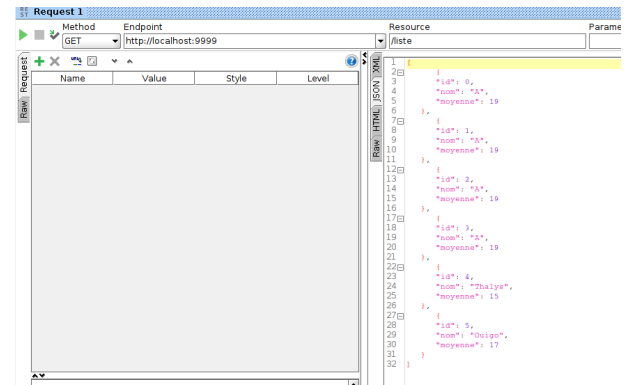 REST Request 1
Method Endpoint Resource Parame
GET http://localhost:9999 /liste
Request
Raw
Name Value Style Level
XML
JSON
HTML
Raw
1 [
2 {
3 "id": 0,
4 "nom": "A",
5 "moyenne": 19
6 },
7 {
8 "id": 1,
9 "nom": "A",
10 "moyenne": 19
11 },
12 {
13 "id": 2,
14 "nom": "A",
15 "moyenne": 19
16 },
17 {
18 "id": 3,
19 "nom": "A",
20 "moyenne": 19
21 },
22 {
23 "id": 4,
24 "nom": "Thalys",
25 "moyenne": 15
26 },
27 {
28 "id": 5,
29 "nom": "Ouigo",
30 "moyenne": 17
31 }
32 ]